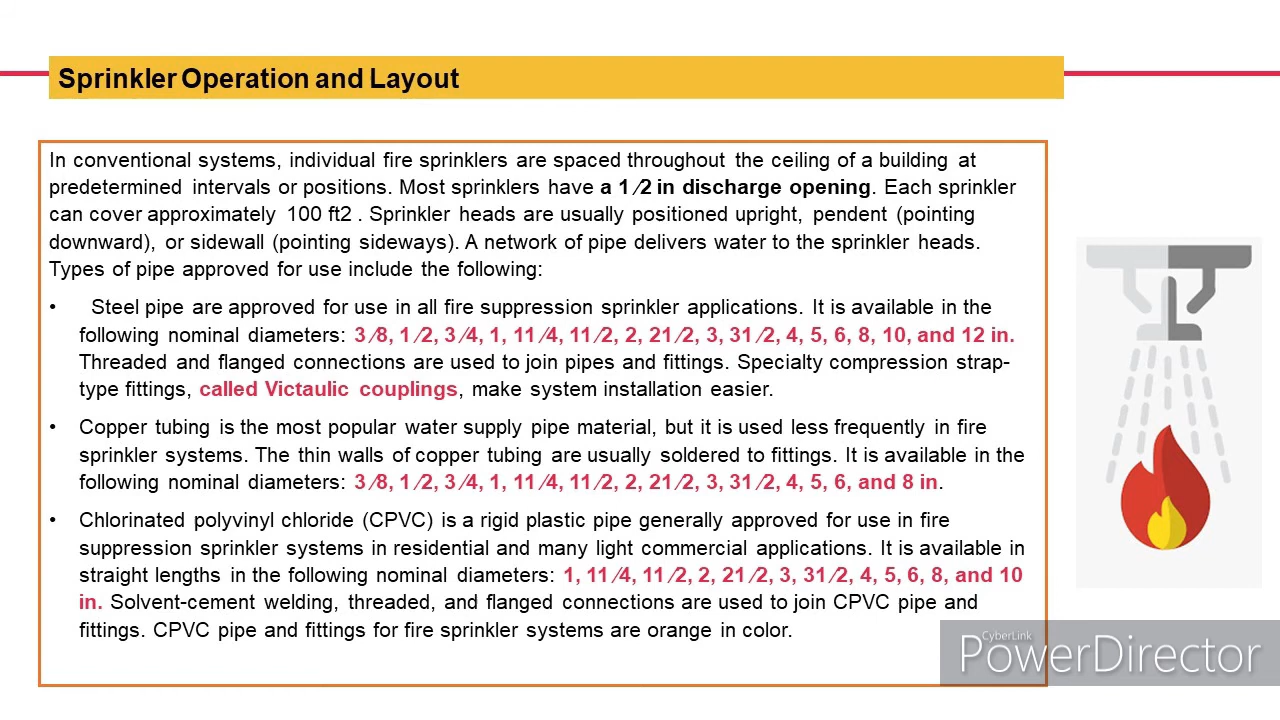 Sprinkler Operation and Layout
In conventional systems, individual fire sprinklers are spaced throughout the ceiling of a building at
predetermined intervals or positions. Most sprinklers have a 1 ⁄2 in discharge opening. Each sprinkler
can cover approximately 100 ft2 . Sprinkler heads are usually positioned upright, pendent (pointing
downward), or sidewall (pointing sideways). A network of pipe delivers water to the sprinkler heads.
Types of pipe approved for use include the following:
• Steel pipe are approved for use in all fire suppression sprinkler applications. It is available in the
following nominal diameters: 3 ⁄8, 1 ⁄2, 3 ⁄4, 1, 11 ⁄4, 11 ⁄2, 2, 21 ⁄2, 3, 31 ⁄2, 4, 5, 6, 8, 10, and 12 in.
Threaded and flanged connections are used to join pipes and fittings. Specialty compression strap-
type fittings, called Victaulic couplings, make system installation easier.
• Copper tubing is the most popular water supply pipe material, but it is used less frequently in fire
sprinkler systems. The thin walls of copper tubing are usually soldered to fittings. It is available in the
following nominal diameters: 3 ⁄8, 1 ⁄2, 3 ⁄4, 1, 11 ⁄4, 11 ⁄2, 2, 21 ⁄2, 3, 31 ⁄2, 4, 5, 6, and 8 in.
• Chlorinated polyvinyl chloride (CPVC) is a rigid plastic pipe generally approved for use in fire
suppression sprinkler systems in residential and many light commercial applications. It is available in
straight lengths in the following nominal diameters: 1, 11 ⁄4, 11 ⁄2, 2, 21 ⁄2, 3, 31 ⁄2, 4, 5, 6, 8, and 10
in. Solvent-cement welding, threaded, and flanged connections are used to join CPVC pipe and
fittings. CPVC pipe and fittings for fire sprinkler systems are orange in color.
CyberLink
PowerDirector